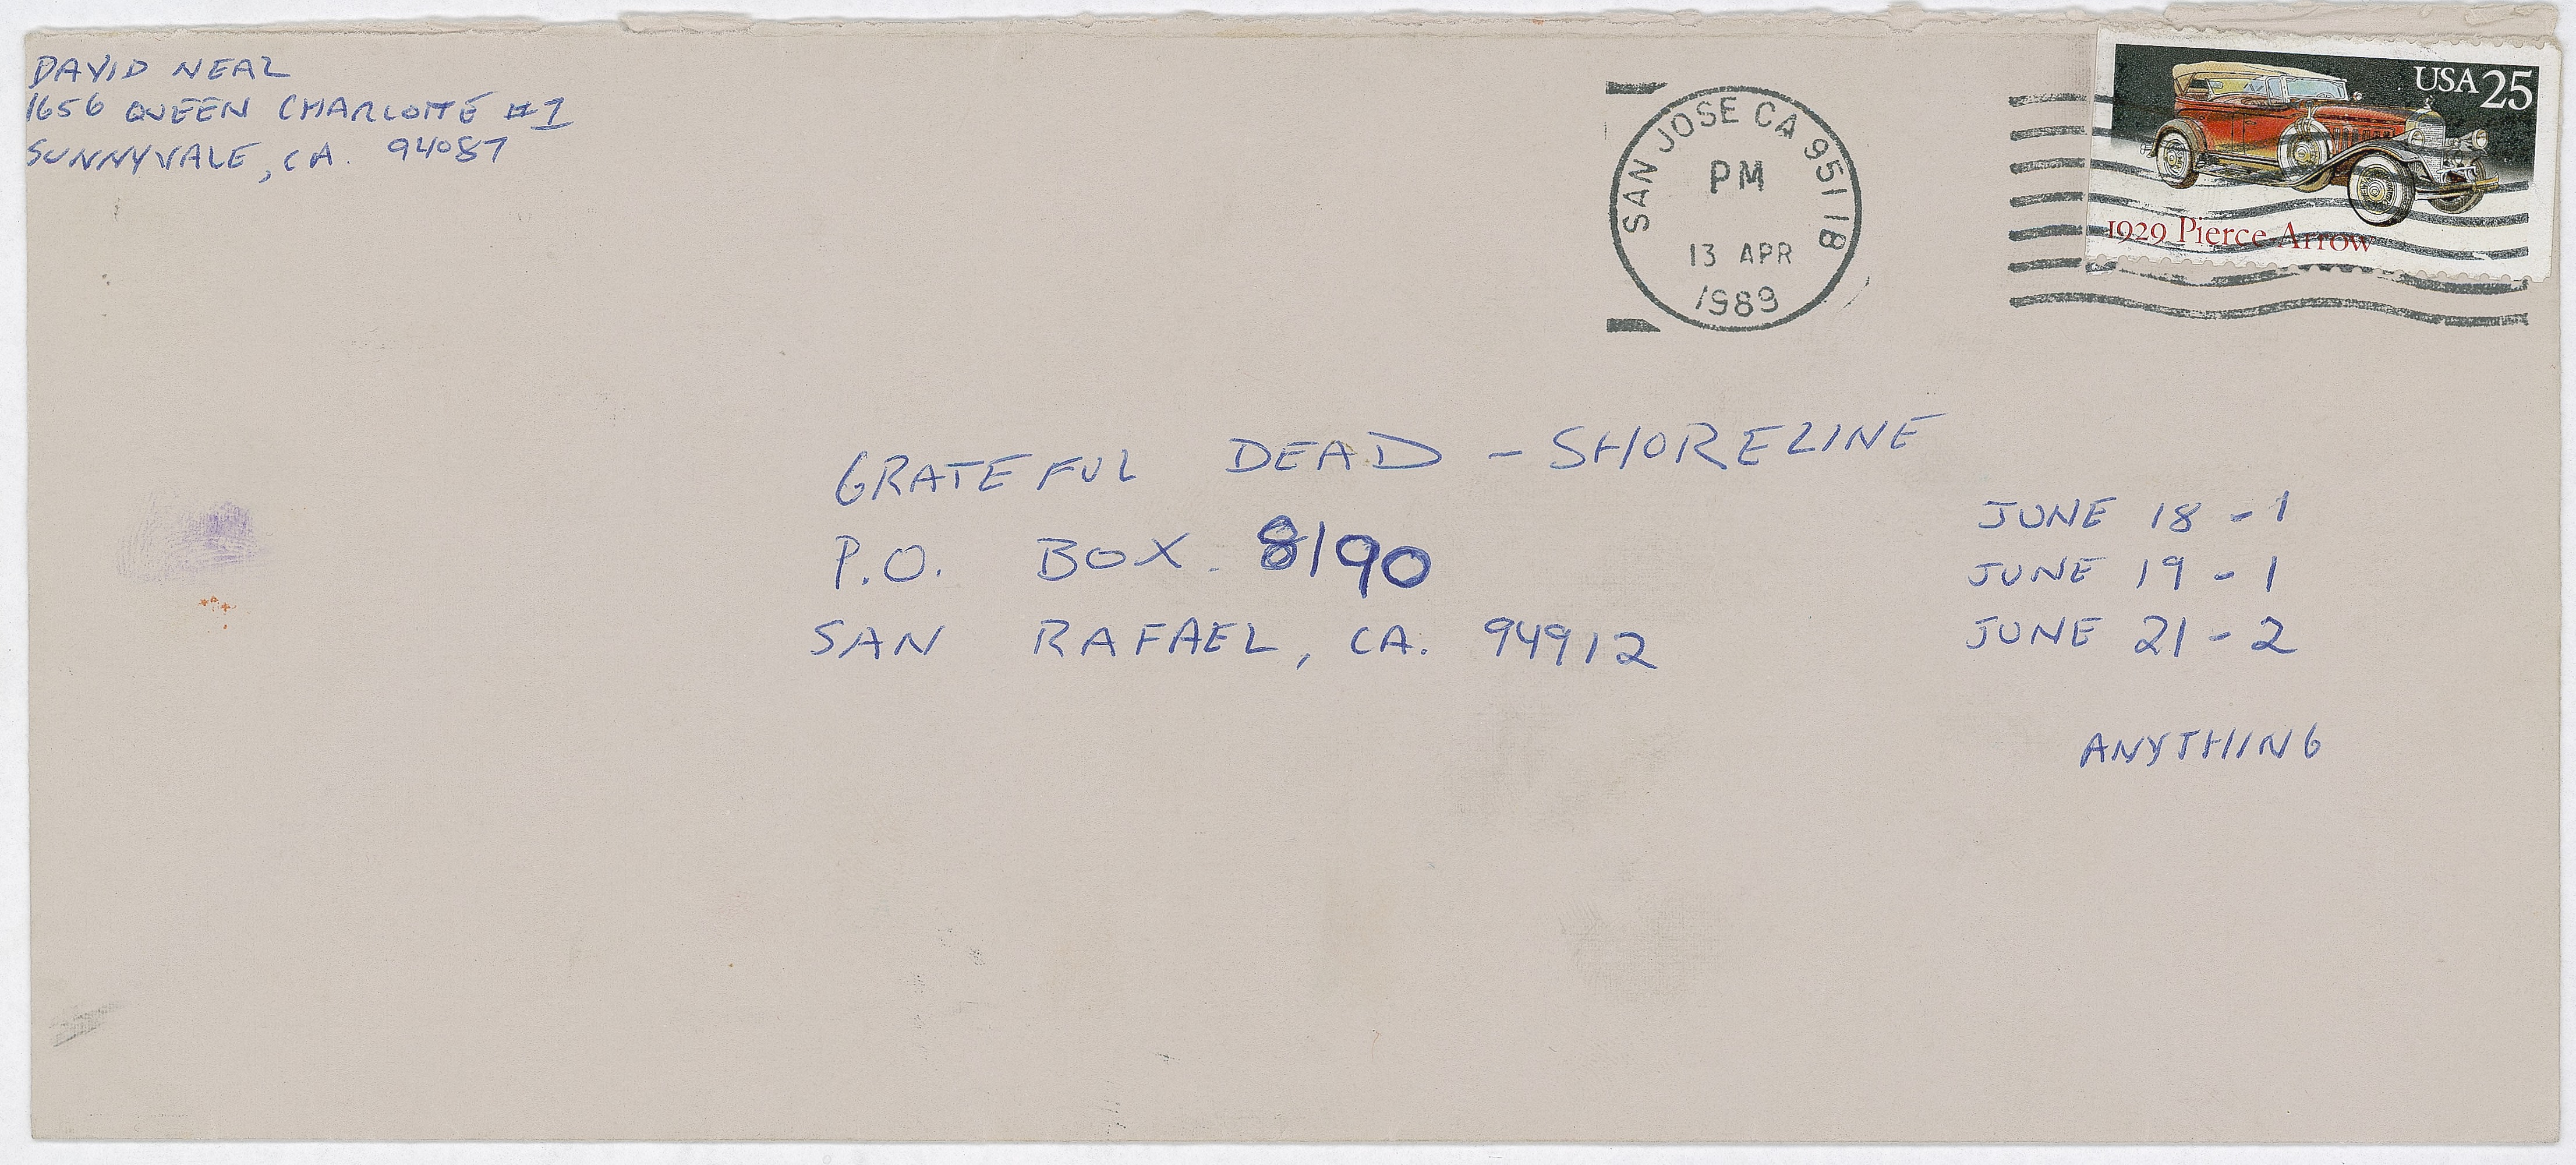 DAVID NEAL
1656 QUEEN CHARLOTTE #1
SUNNYVALE, CA. 94087
SAN JOSE CA 951 1B
PM
13 APR
1989
USA 25
1929 Pierce-Arrow
GRATEFUL DEAD - SHORELINE
P.O. BOX 8190
SAN RAFAEL, CA. 94912
JUNE 18 - 1
JUNE 19 - 1
JUNE 21 - 2
ANYTHING